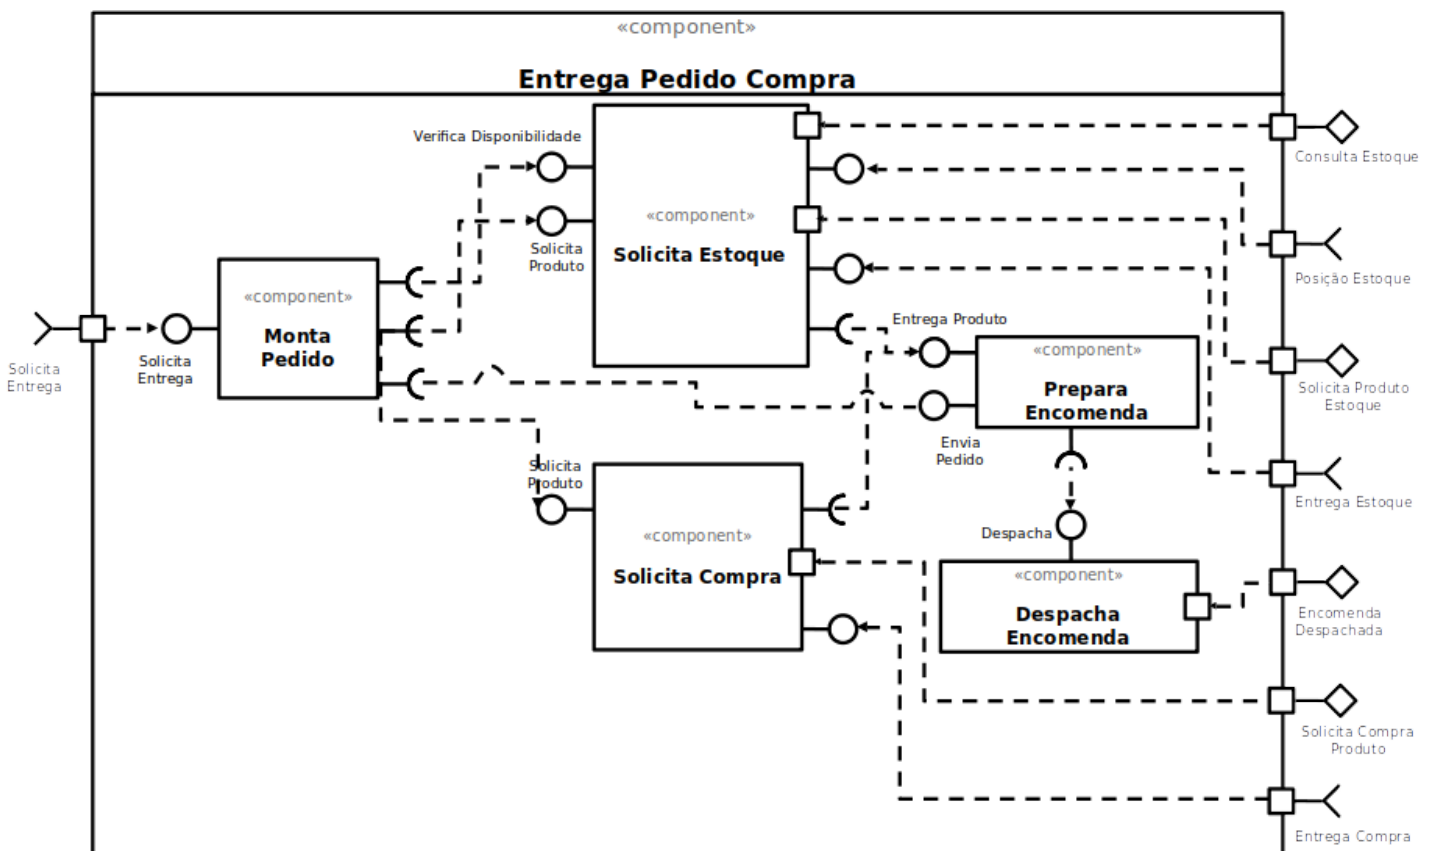 «component»
Entrega Pedido Compra
Verifica Disponibilidade
Consulta Estoque
«component»
Solicita Estoque
Solicita
Produto
Posição Estoque
«component»
Monta
Pedido
Solicita
Entrega
Solicita
Entrega
Entrega Produto
«component»
Prepara
Encomenda
Envia
Pedido
Solicita Produto
Estoque
Solicita
Produto
Entrega Estoque
«component»
Solicita Compra
Despacha
«component»
Despacha
Encomenda
Encomenda
Despachada
Solicita Compra
Produto
Entrega Compra